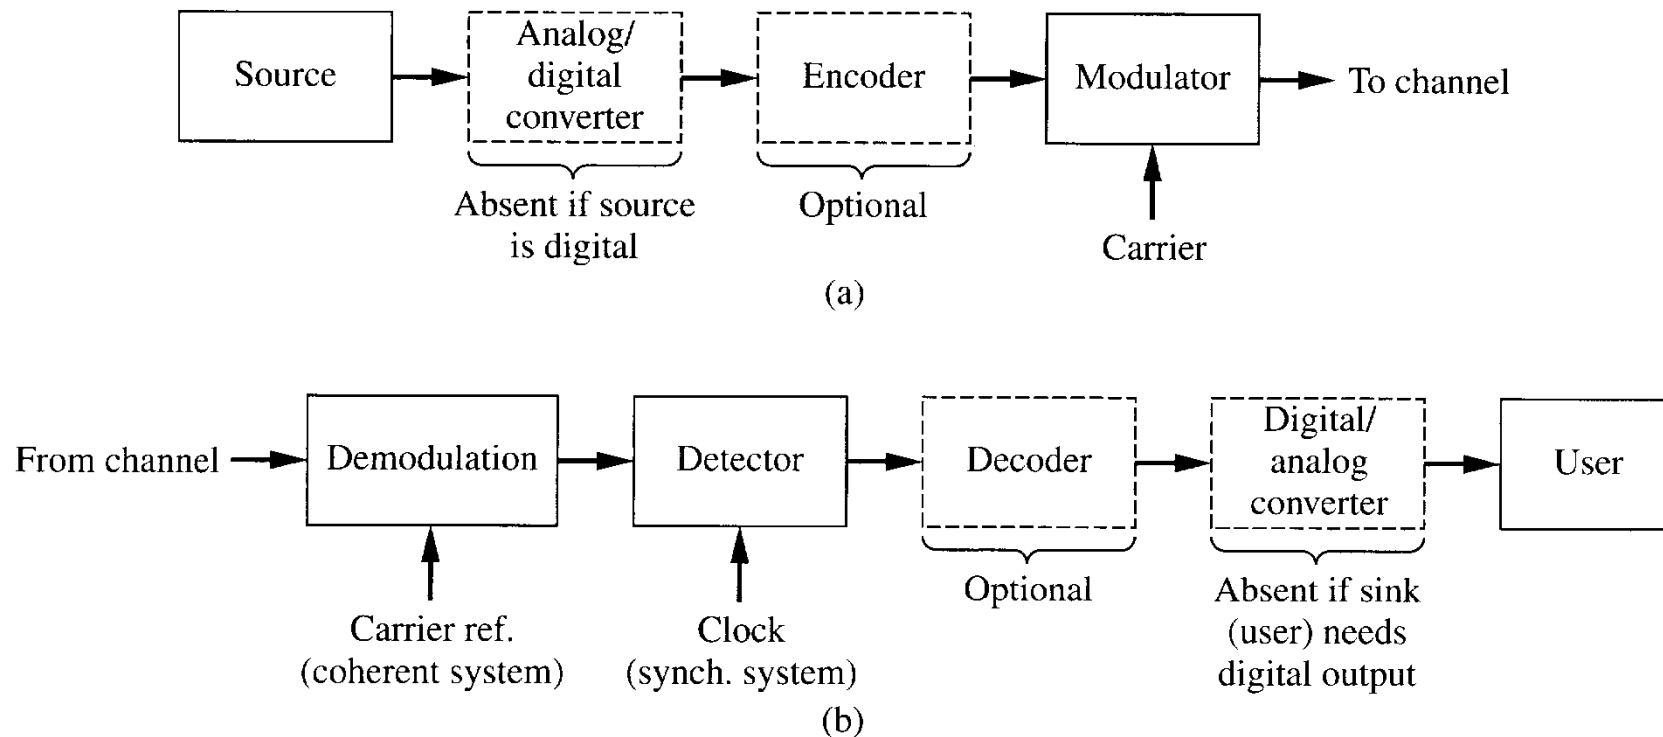 Source
Analog/
digital
converter
Encoder
Modulator
To channel
Absent if source
is digital
Optional
Carrier
(a)
From channel
Demodulation
Detector
Decoder
Digital/
analog
converter
User
Carrier ref.
(coherent system)
Clock
(synch. system)
Optional
Absent if sink
(user) needs
digital output
(b)